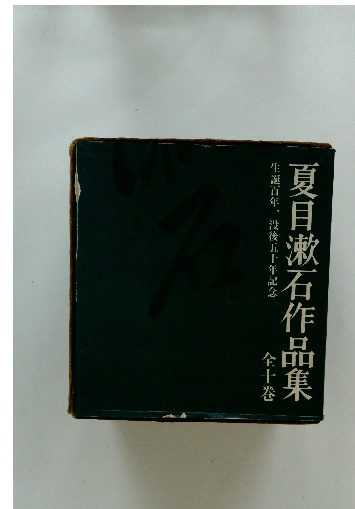 夏目漱石作品集
生誕百年、没後五十年記念
全十巻